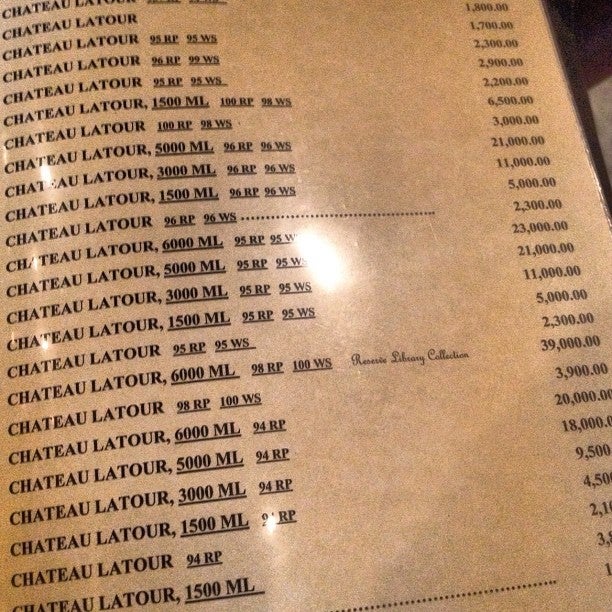 CHATEAU LATOUR 1,800.00
CHATEAU LATOUR 1,700.00
CHATEAU LATOUR 95 RP 95 WS 2,300.00
CHATEAU LATOUR 96 RP 99 WS 2,900.00
CHATEAU LATOUR 95 RP 95 WS 2,200.00
CHATEAU LATOUR, 1500 ML 100 RP 98 WS 6,500.00
CHATEAU LATOUR 100 RP 98 WS 3,000.00
CHATEAU LATOUR, 5000 ML 96 RP 96 WS 21,000.00
CHATEAU LATOUR, 3000 ML 96 RP 96 WS 11,000.00
CHATEAU LATOUR, 1500 ML 96 RP 96 WS 5,000.00
CHATEAU LATOUR 96 RP 96 WS 2,300.00
CHATEAU LATOUR, 6000 ML 95 RP 95 WS 23,000.00
CHATEAU LATOUR, 5000 ML 95 RP 95 WS 21,000.00
CHATEAU LATOUR, 3000 ML 95 RP 95 WS 11,000.00
CHATEAU LATOUR, 1500 ML 95 RP 95 WS 5,000.00
CHATEAU LATOUR 95 RP 95 WS 2,300.00
CHATEAU LATOUR, 6000 ML 98 RP 100 WS Reserve Library Collection 39,000.00
CHATEAU LATOUR 98 RP 100 WS 3,900.00
CHATEAU LATOUR, 6000 ML 94 RP 20,000.00
CHATEAU LATOUR, 5000 ML 94 RP 18,000.0
CHATEAU LATOUR, 3000 ML 94 RP 9,500
CHATEAU LATOUR, 1500 ML RP 4,500
CHATEAU LATOUR 94 RP
CHATEAU LATOUR, 1500 ML